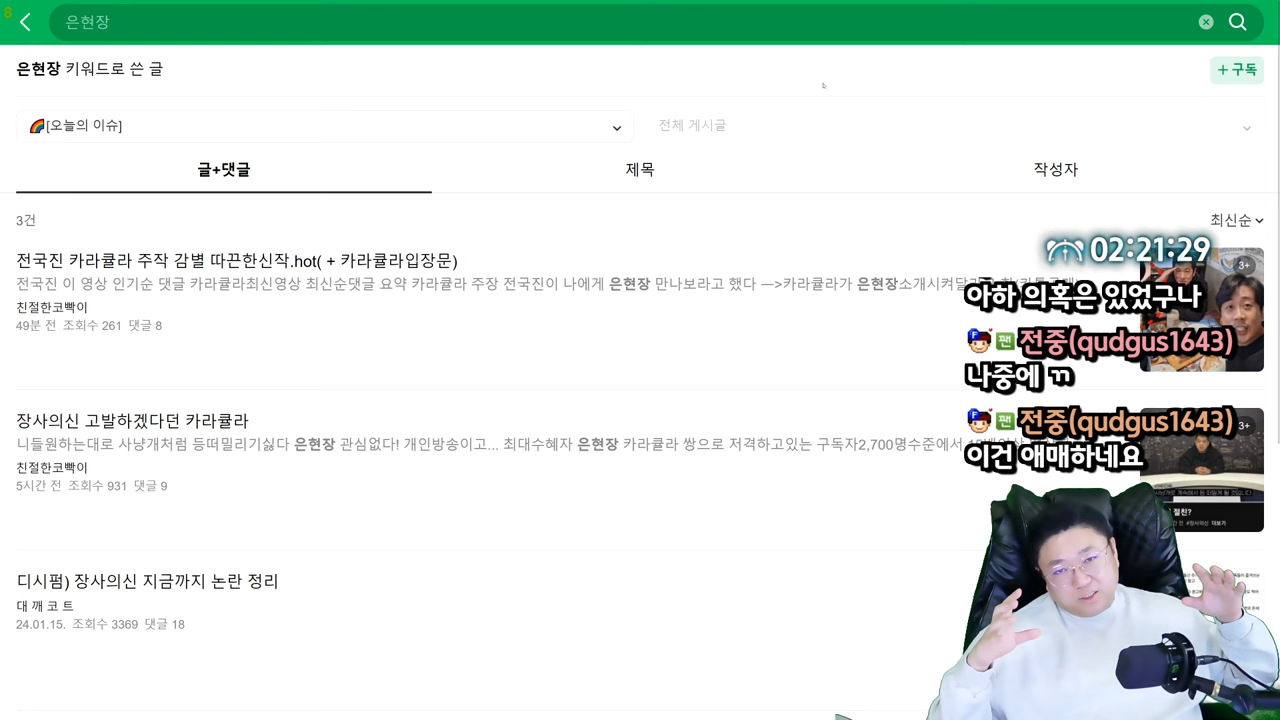 8
은현장
은현장 키워드로 쓴 글
+ 구독
🌈[오늘의 이슈]
전체 게시글
글+댓글
제목
작성자
3건
최신순
전국진 카라큘라 주작 감별 따끈한신작.hot( + 카라큘라입장문)
전국진 이 영상 인기순 댓글 카라큘라최신영상 최신순댓글 요약 카라큘라 주장 전국진이 나에게 은현장 만나보라고 했다 —>카라큘라가 은현장소개시켜달
친절한코빡이
49분 전 조회수 261 댓글 8
3+
장사의신 고발하겠다던 카라큘라
니들원하는대로 사냥개처럼 등떠밀리기싫다 은현장 관심없다! 개인방송이고... 최대수혜자 은현장 카라큘라 쌍으로 저격하고있는 구독자2,700명수준에서
친절한코빡이
5시간 전 조회수 931 댓글 9
3+
절친?
더보기
디시펌) 장사의신 지금까지 논란 정리
대 깨 코 트
24.01.15. 조회수 3369 댓글 18
02:21:29
아하 의혹은 있었구나
팬 전중(qudgus1643)
나중에 ㄲ
팬 전중(qudgus1643)
이건 애매하네요